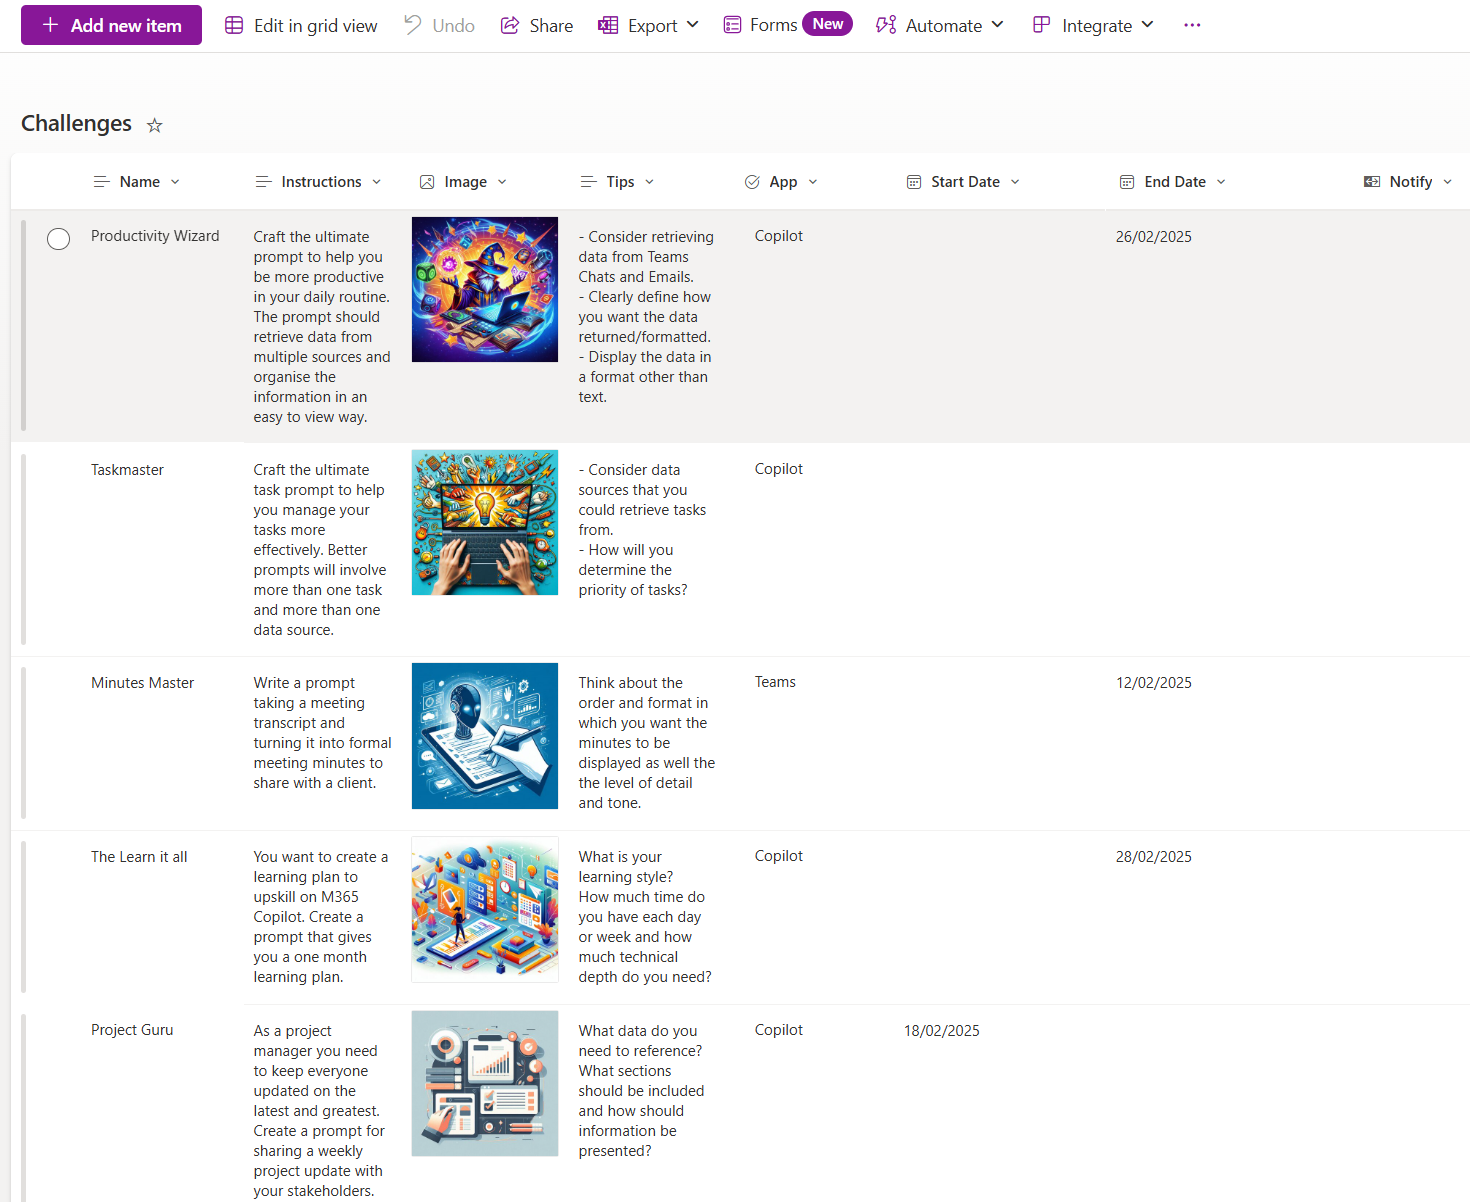 Add new item Edit in grid view Undo Share Export Forms New Automate Integrate ...
Challenges
Name Instructions Image Tips App Start Date End Date Notify
Productivity Wizard
Craft the ultimate
prompt to help you
be more productive
in your daily routine.
The prompt should
retrieve data from
multiple sources and
organise the
information in an
easy to view way.
- Consider retrieving
data from Teams
Chats and Emails.
- Clearly define how
you want the data
returned/formatted.
- Display the data in
a format other than
text.
Copilot
26/02/2025
Taskmaster
Craft the ultimate
task prompt to help
you manage your
tasks more
effectively. Better
prompts will involve
more than one task
and more than one
data source.
- Consider data
sources that you
could retrieve tasks
from.
- How will you
determine the
priority of tasks?
Copilot
Minutes Master
Write a prompt
taking a meeting
transcript and
turning it into formal
meeting minutes to
share with a client.
Think about the
order and format in
which you want the
minutes to be
displayed as well the
the level of detail
and tone.
Teams
12/02/2025
The Learn it all
You want to create a
learning plan to
upskill on M365
Copilot. Create a
prompt that gives
you a one month
learning plan.
What is your
learning style?
How much time do
you have each day
or week and how
much technical
depth do you need?
Copilot
28/02/2025
Project Guru
As a project
manager you need
to keep everyone
updated on the
latest and greatest.
Create a prompt for
sharing a weekly
project update with
your stakeholders.
What data do you
need to reference?
What sections
should be included
and how should
information be
presented?
Copilot
18/02/2025